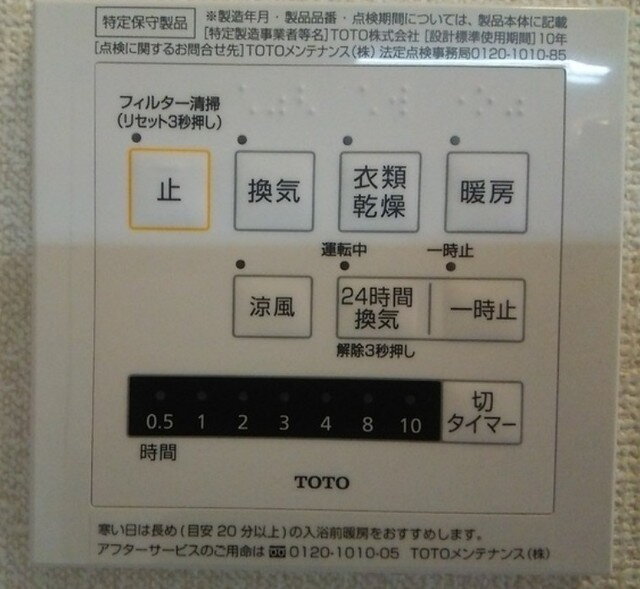 特定保守製品
※製造年月・製品品番・点検期間については、製品本体に記載
[特定製造事業者等名]TOTO株式会社 [設計標準使用期間]10年
[点検に関するお問合せ先]TOTOメンテナンス(株) 法定点検事務局0120-1010-85
フィルター清掃
(リセット3秒押し)
止
換気
衣類
乾燥
暖房
運転中
一時止
涼風
24時間
換気
一時止
解除3秒押し
0.5 1 2 3 4 8 10
切
タイマー
時間
TOTO
寒い日は長め(目安20分以上)の入浴前暖房をおすすめします。
アフターサービスのご用命は 0120-1010-05 TOTOメンテナンス(株)